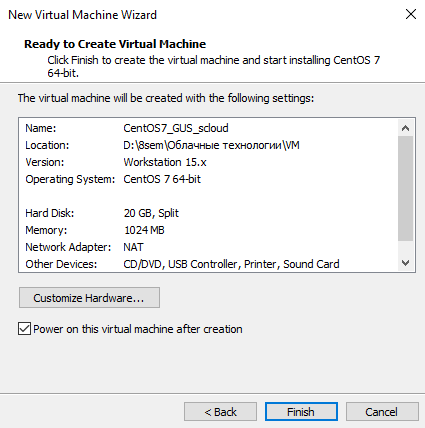 New Virtual Machine Wizard
Ready to Create Virtual Machine
Click Finish to create the virtual machine and start installing CentOS 7
64-bit.
The virtual machine will be created with the following settings:
Name: CentOS7_GUS_scloud
Location: D:\8sem\Облачные технологии\VM
Version: Workstation 15.x
Operating System: CentOS 7 64-bit
Hard Disk: 20 GB, Split
Memory: 1024 MB
Network Adapter: NAT
Other Devices: CD/DVD, USB Controller, Printer, Sound Card
Customize Hardware...
Power on this virtual machine after creation
< Back Finish Cancel